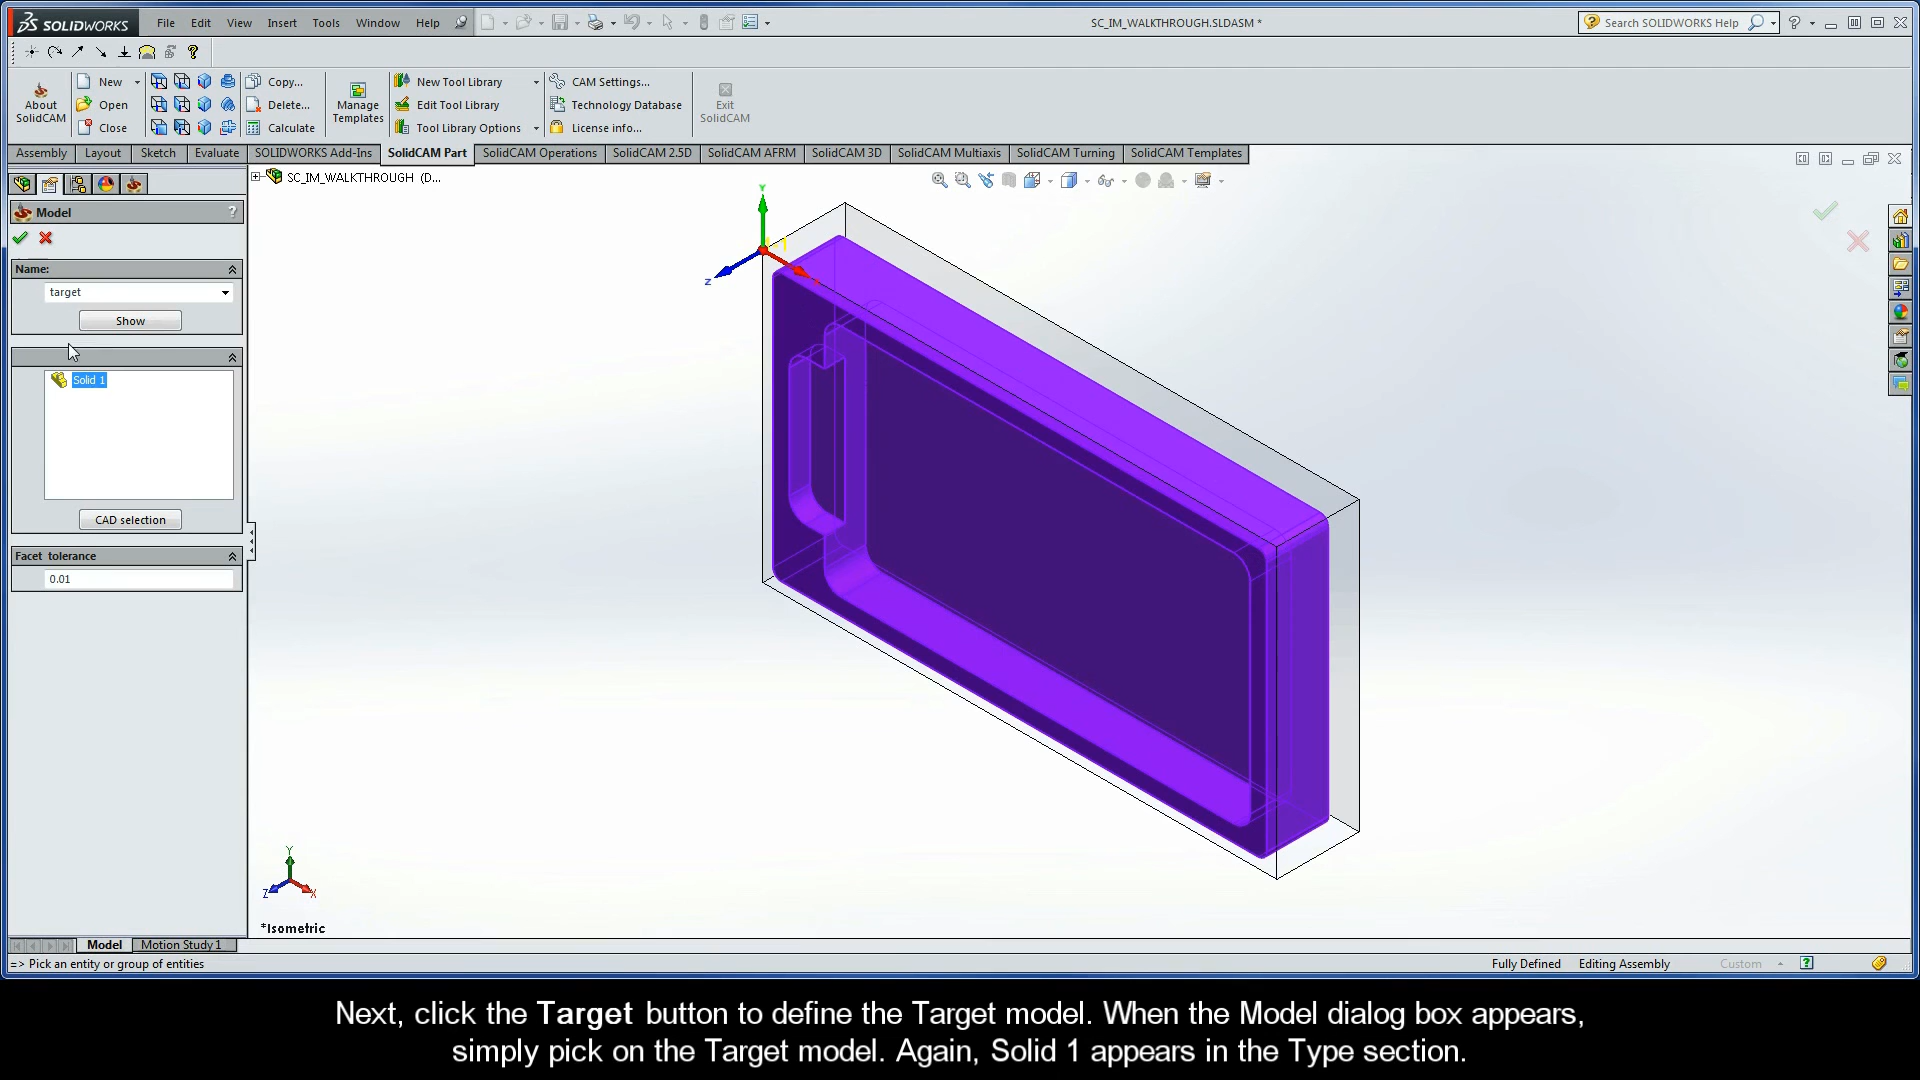 SOLIDWORKS File Edit View Insert Tools Window Help SC_IM_WALKTHROUGH.SLDASM * Search SOLIDWORKS Help
About SolidCAM
New
Open
Close
Copy...
Delete...
Calculate
Manage Templates
New Tool Library
Edit Tool Library
Tool Library Options
CAM Settings...
Technology Database
License info...
Exit SolidCAM
Assembly Layout Sketch Evaluate SOLIDWORKS Add-Ins SolidCAM Part SolidCAM Operations SolidCAM 2.5D SolidCAM AFRM SolidCAM 3D SolidCAM Multiaxis SolidCAM Turning SolidCAM Templates
SC_IM_WALKTHROUGH (D...
Model ?
Name:
target
Show
Solid 1
CAD selection
Facet tolerance
0.01
Y
Z
Y
Z X
*Isometric
Model Motion Study 1
=> Pick an entity or group of entities Fully Defined Editing Assembly Custom
Next, click the Target button to define the Target model. When the Model dialog box appears,
simply pick on the Target model. Again, Solid 1 appears in the Type section.